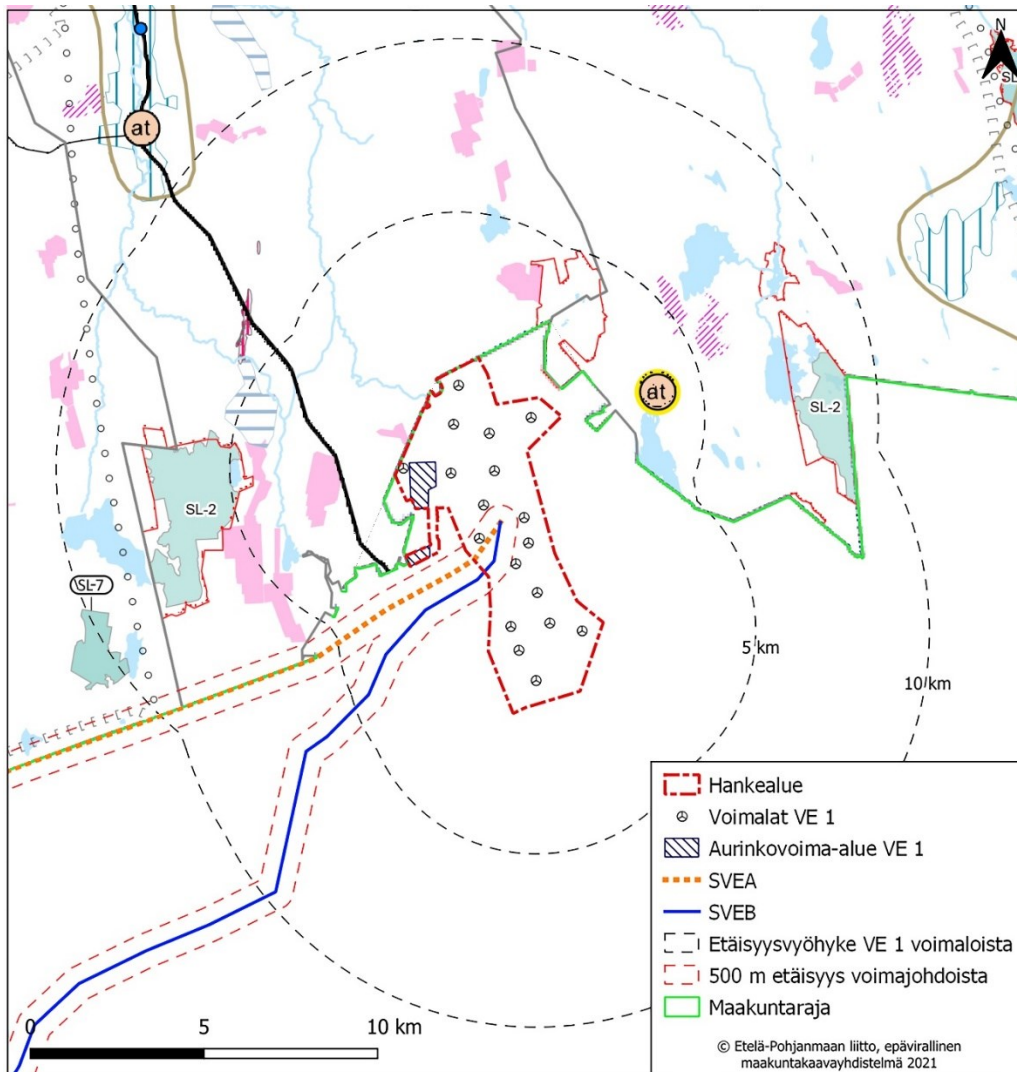 N
SL
at
at
SL-2
SL-2
SL-7
5 km
10 km
Hankealue
Voimalat VE 1
Aurinkovoima-alue VE 1
SVEA
SVEB
Etäisyysvyöhyke VE 1 voimaloista
500 m etäisyys voimajohdoista
Maakuntaraja
© Etelä-Pohjanmaan liitto, epävirallinen
maakuntakaavayhdistelmä 2021
0 5 10 km